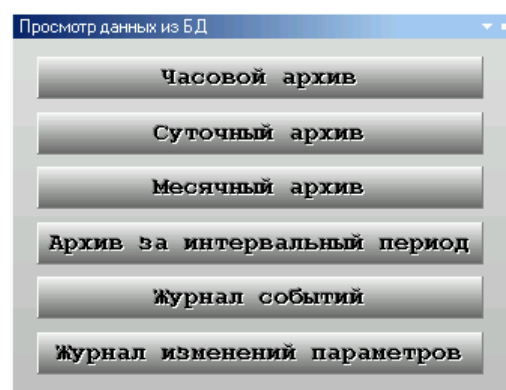 Просмотр данных из БД
Часовой архив
Суточный архив
Месячный архив
Архив за интервальный период
Журнал событий
Журнал изменений параметров